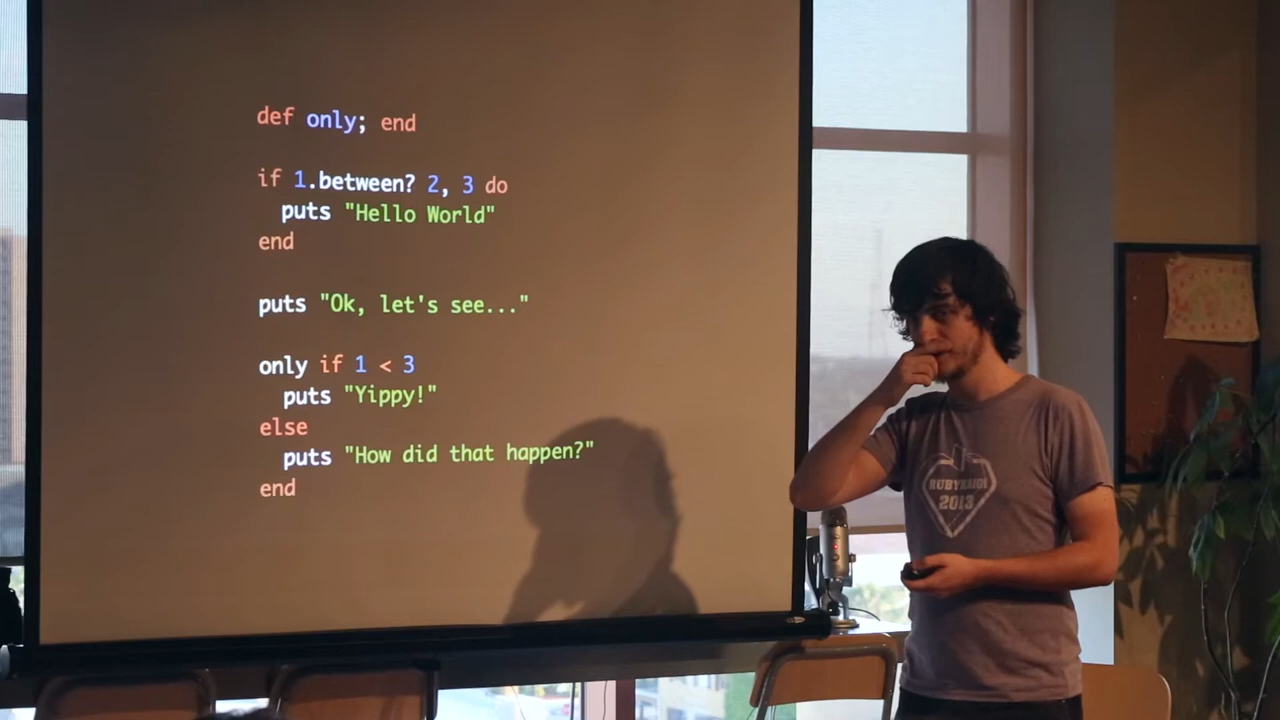 def only; end
if 1.between? 2, 3 do
puts "Hello World"
end
puts "Ok, let's see..."
only if 1 < 3
puts "Yippy!"
else
puts "How did that happen?"
end
RUBYKAIGI
2013